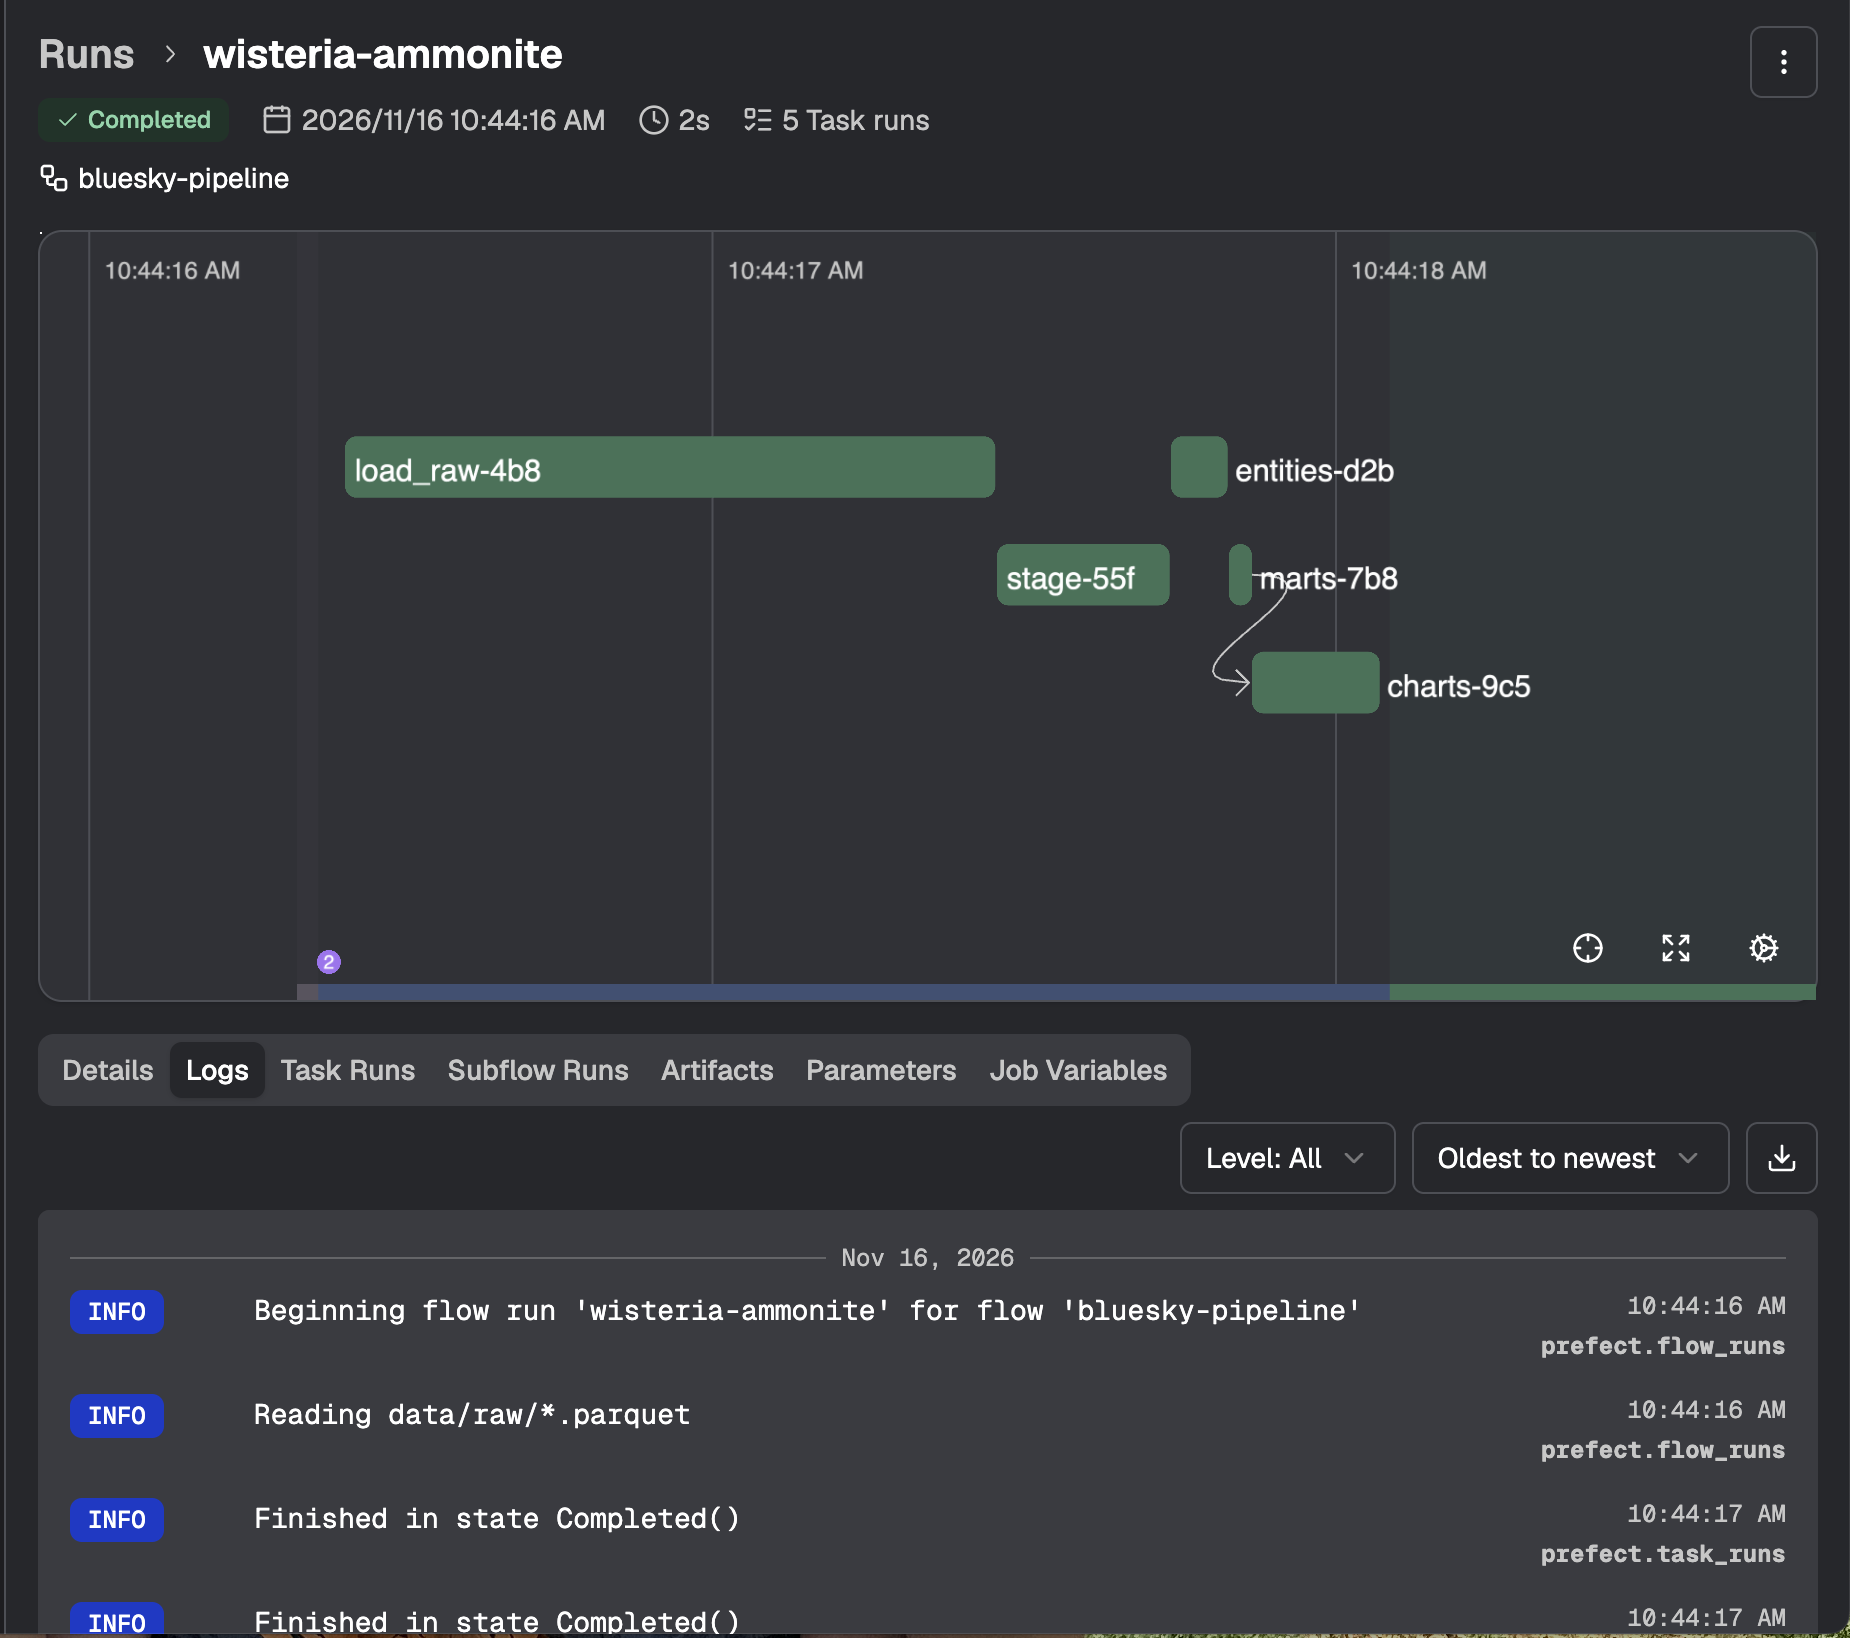 Runs > wisteria-ammonite
Completed 2026/11/16 10:44:16 AM 2s 5 Task runs
bluesky-pipeline
10:44:16 AM 10:44:17 AM 10:44:18 AM
load_raw-4b8 entities-d2b
stage-55f marts-7b8
charts-9c5
2
Details Logs Task Runs Subflow Runs Artifacts Parameters Job Variables
Level: All Oldest to newest
Nov 16, 2026
INFO Beginning flow run 'wisteria-ammonite' for flow 'bluesky-pipeline' 10:44:16 AM
prefect.flow_runs
INFO Reading data/raw/*.parquet 10:44:16 AM
prefect.flow_runs
INFO Finished in state Completed() 10:44:17 AM
prefect.task_runs
INFO Finished in state Completed() 10:44:17 AM